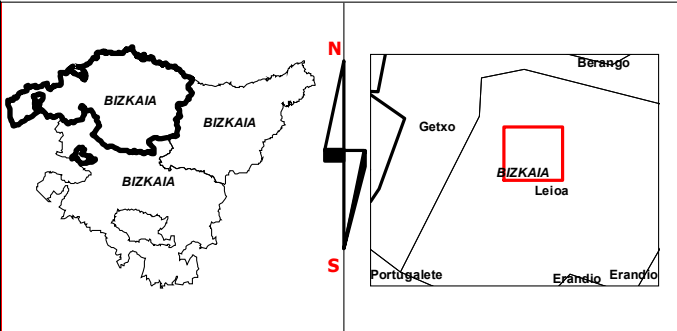 BIZKAIA
BIZKAIA
BIZKAIA
N
S
Berango
Getxo
BIZKAIA
Leioa
Portugalete
Erandio
Erandio